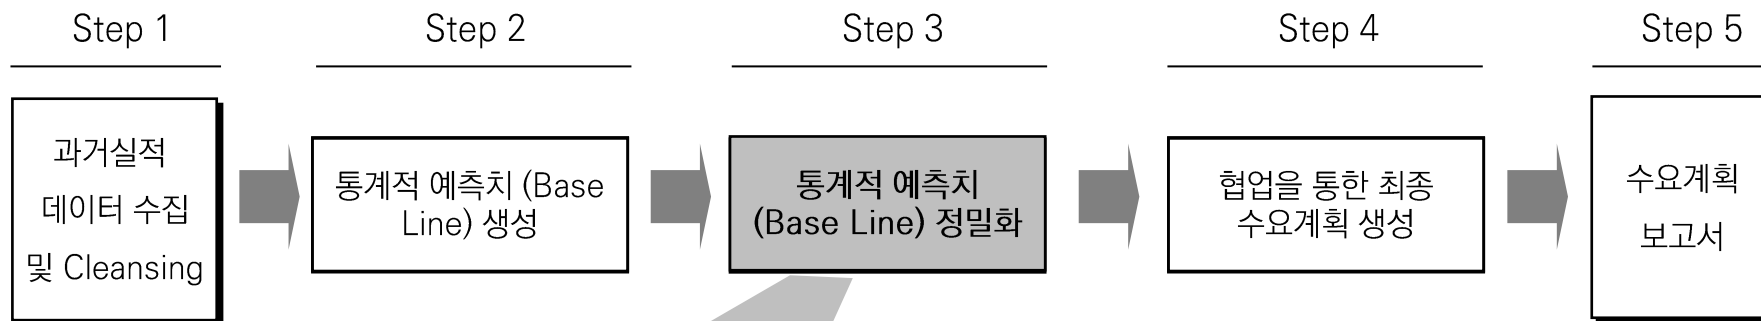 Step 1
Step 2
Step 3
Step 4
Step 5
과거실적
데이터 수집
및 Cleansing
통계적 예측치 (Base
Line) 생성
통계적 예측치
(Base Line) 정밀화
협업을 통한 최종
수요계획 생성
수요계획
보고서